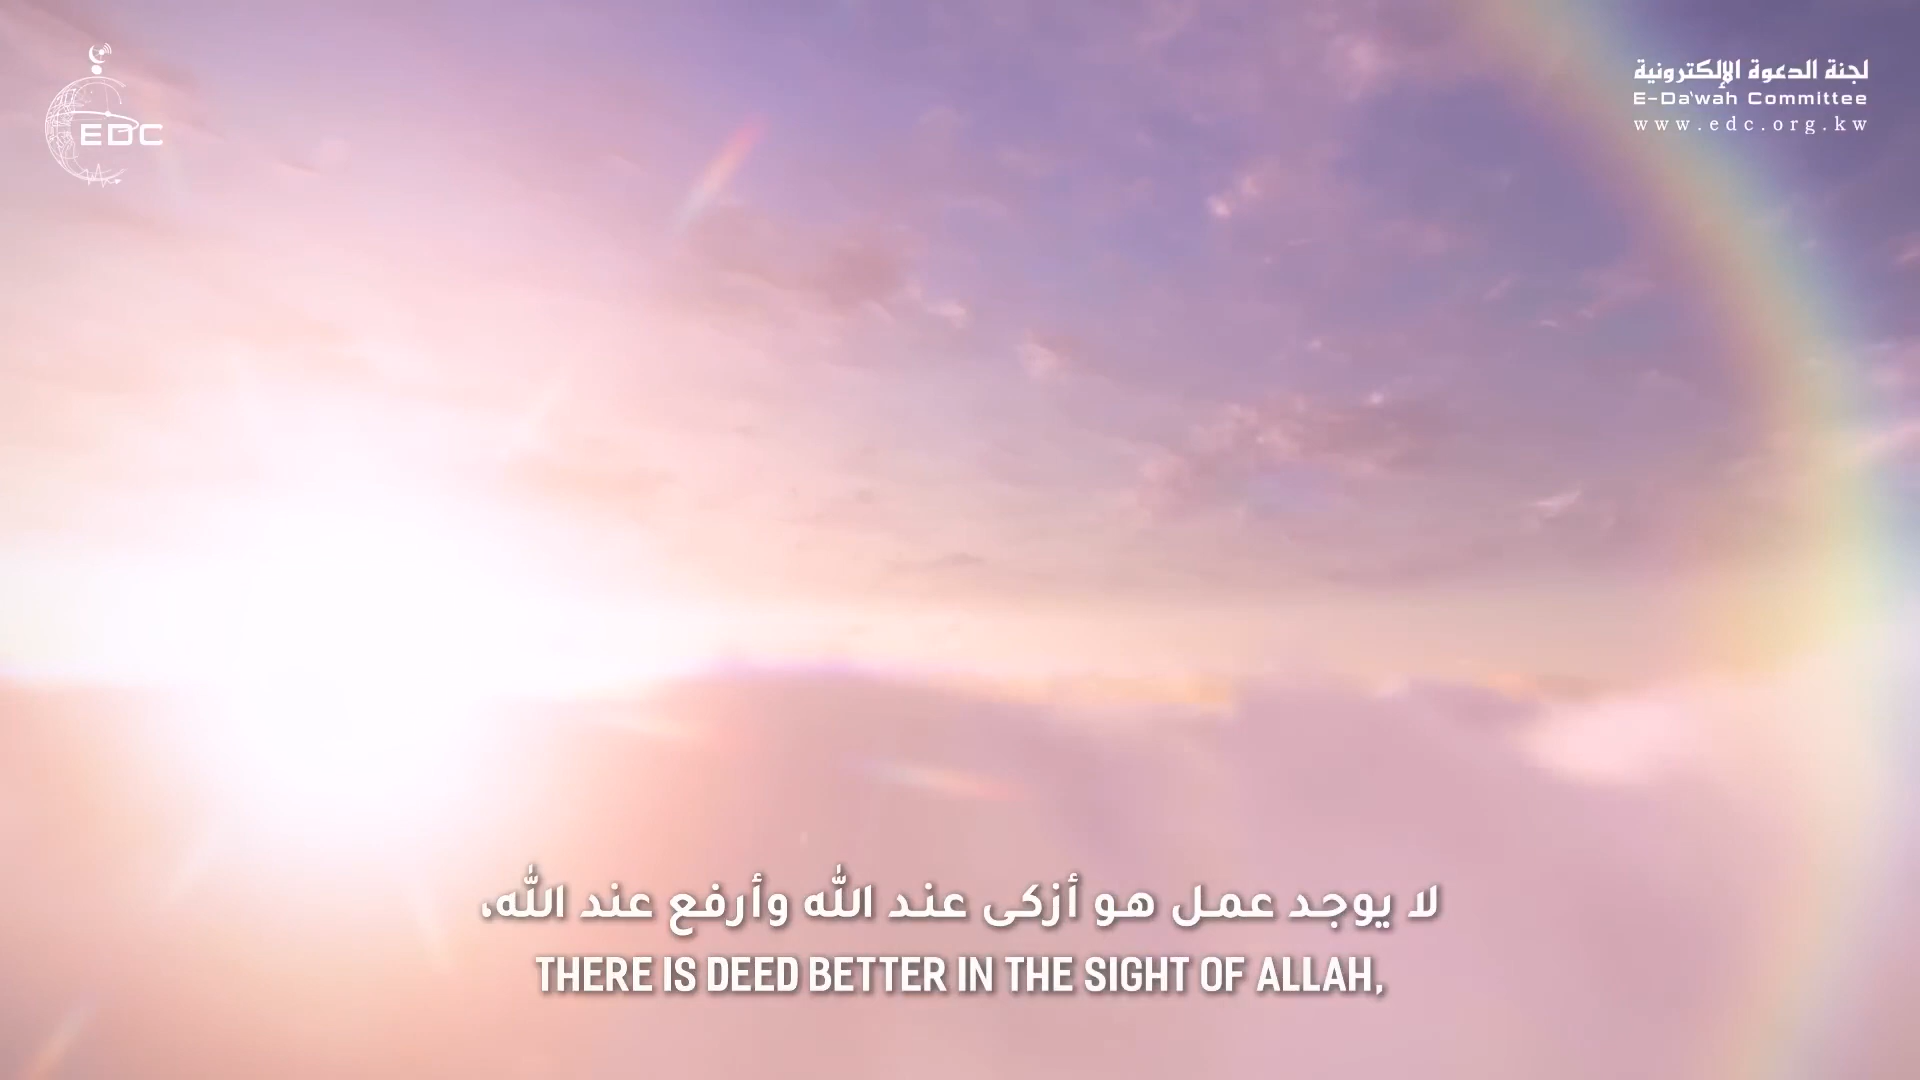 EDC
لجنة الدعوة الإلكترونية
E-Da'wah Committee
www.edc.org.kw
لا يوجد عمل هو أزكى عند الله وأرفع عند الله،
THERE IS DEED BETTER IN THE SIGHT OF ALLAH,